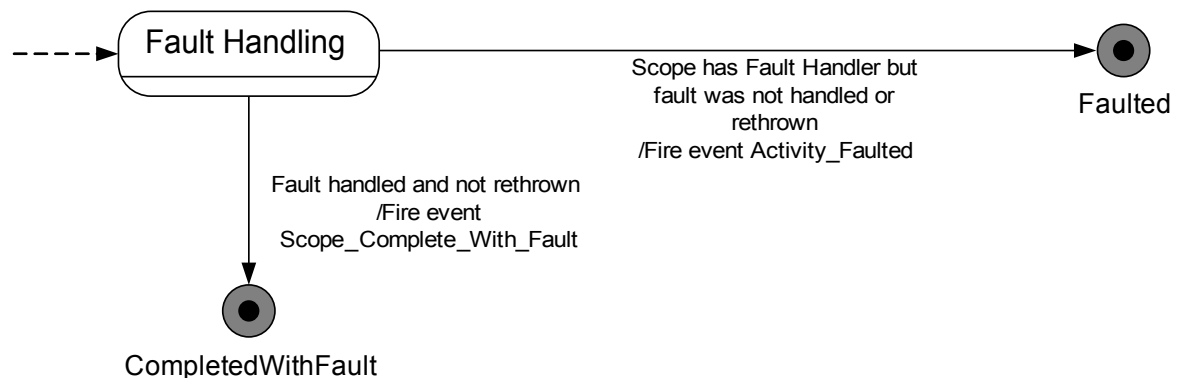 Fault Handling
Scope has Fault Handler but
fault was not handled or
rethrown
/Fire event Activity_Faulted
Faulted
Fault handled and not rethrown
/Fire event
Scope_Complete_With_Fault
CompletedWithFault